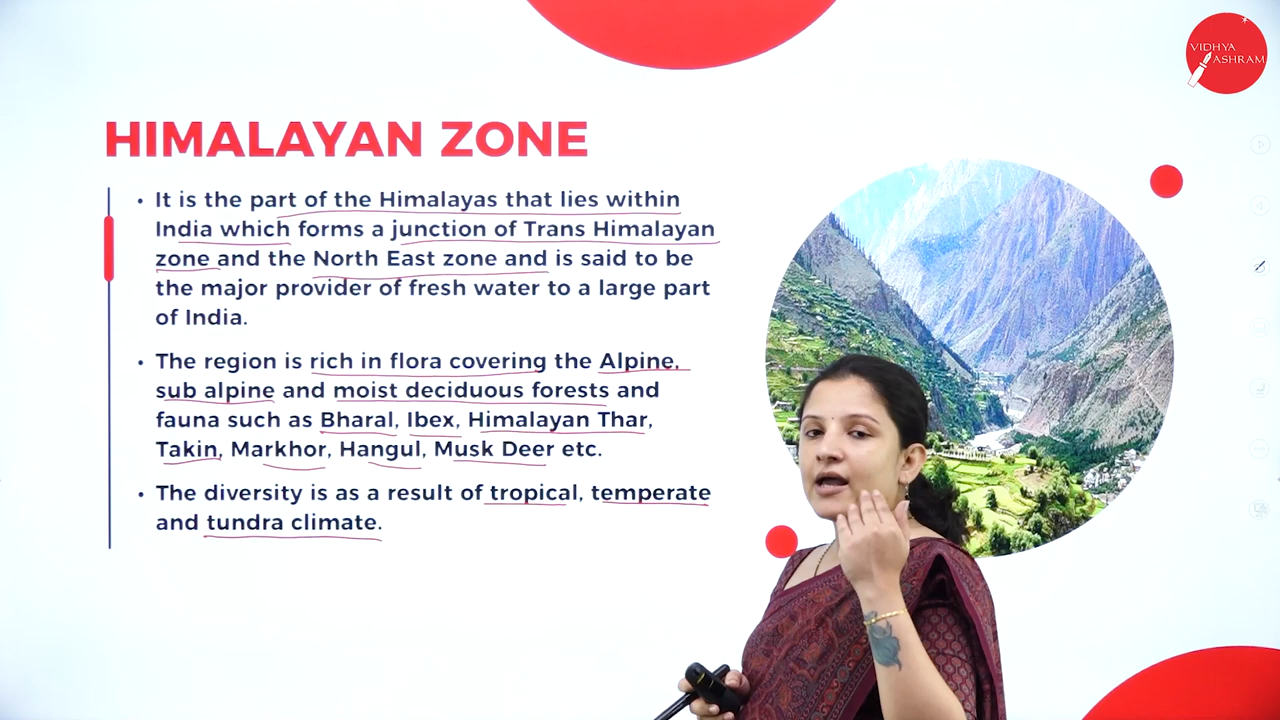 VIDHYA
ASHRAM
HIMALAYAN ZONE
• It is the part of the Himalayas that lies within
India which forms a junction of Trans Himalayan
zone and the North East zone and is said to be
the major provider of fresh water to a large part
of India.
• The region is rich in flora covering the Alpine,
sub alpine and moist deciduous forests and
fauna such as Bharal, Ibex, Himalayan Thar,
Takin, Markhor, Hangul, Musk Deer etc.
• The diversity is as a result of tropical, temperate
and tundra climate.